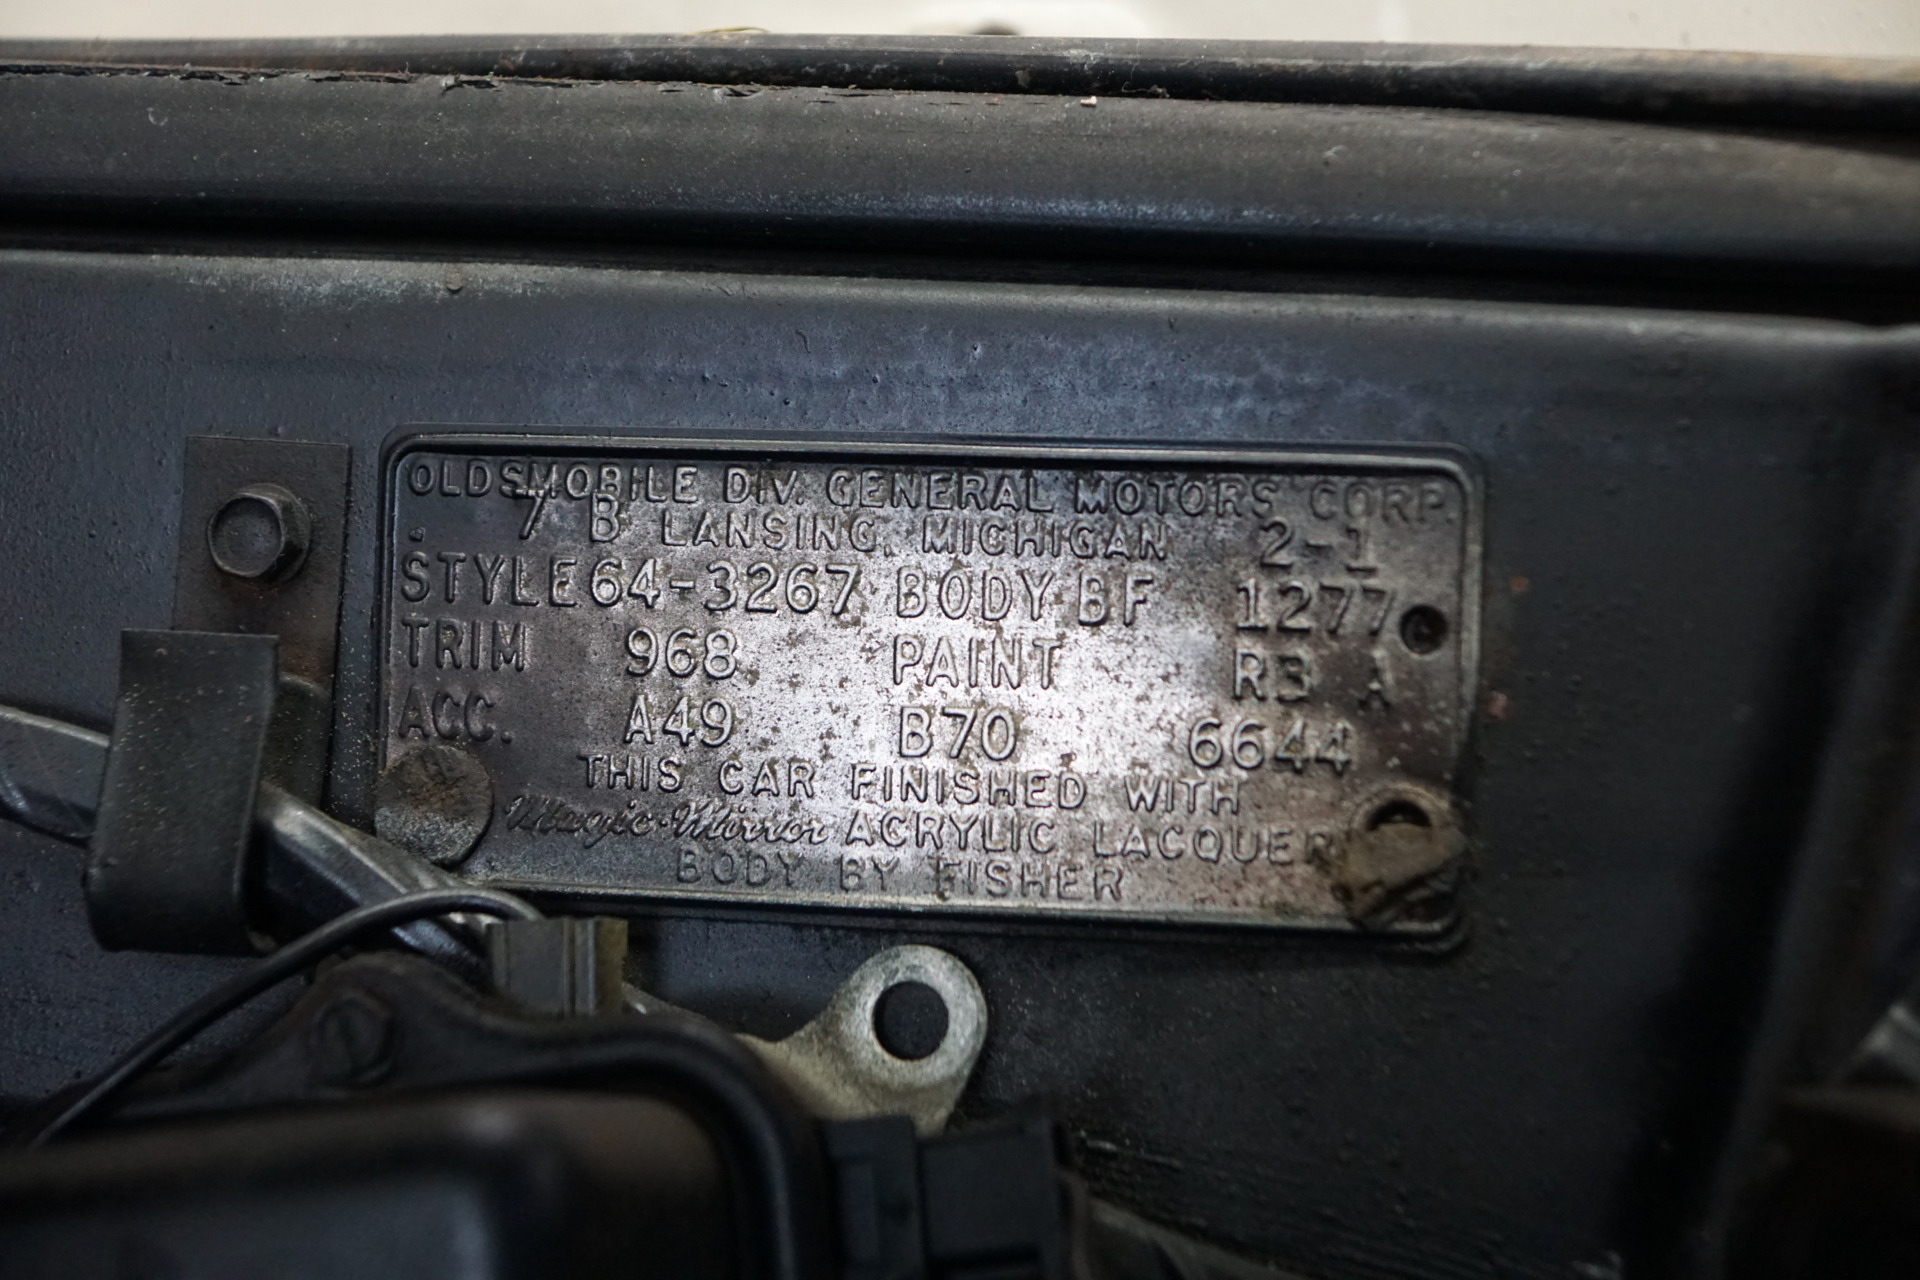 OLDSMOBILE DIV. GENERAL MOTORS CORP.
7 B LANSING, MICHIGAN 2-1
STYLE 64-3267 BODY BF 1277
TRIM 968 PAINT R3 A
ACC. A49 B70 6644
THIS CAR FINISHED WITH
Magic-Mirror ACRYLIC LACQUER
BODY BY FISHER